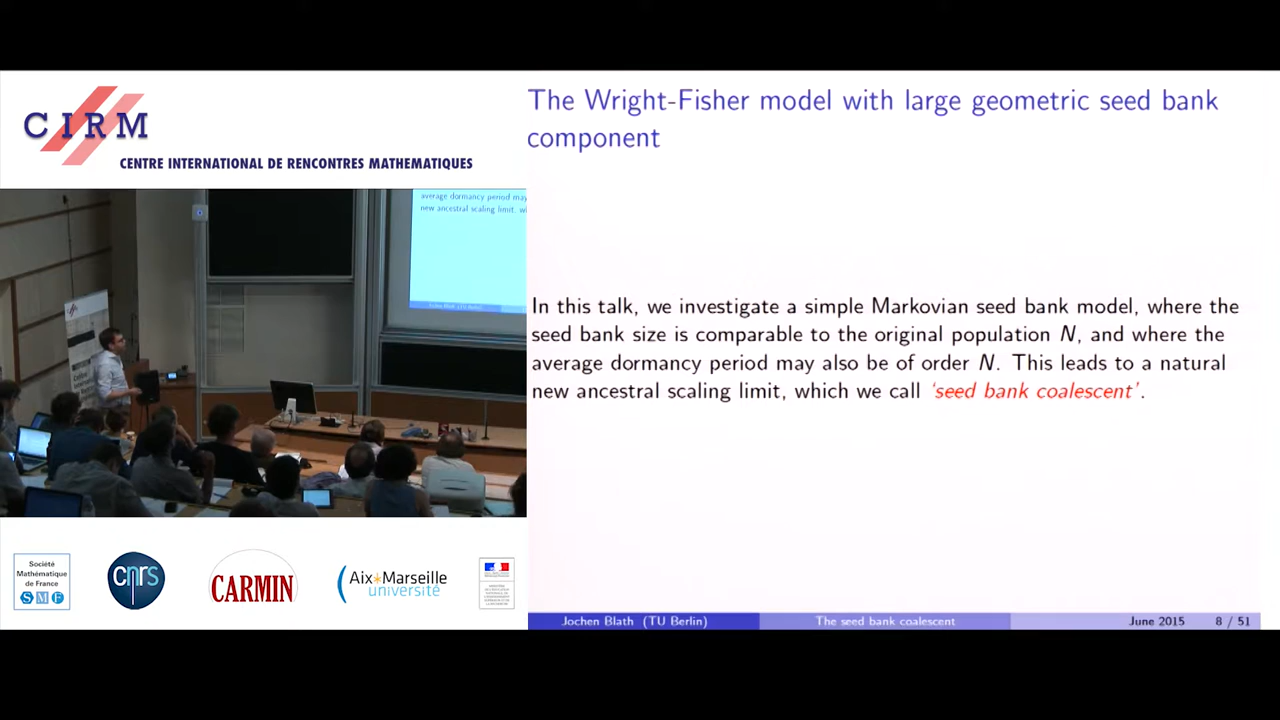 CIRM
CENTRE INTERNATIONAL DE RENCONTRES MATHEMATIQUES
The Wright-Fisher model with large geometric seed bank
component
average dormancy period may
new ancestral scaling limit, wi
In this talk, we investigate a simple Markovian seed bank model, where the
seed bank size is comparable to the original population N, and where the
average dormancy period may also be of order N. This leads to a natural
new ancestral scaling limit, which we call ‘seed bank coalescent’.
Société
Mathématique
de France
SMF
cnrs
CARMIN
Aix*Marseille
université
Jochen Blath (TU Berlin)
The seed bank coalescent
June 2015
8 / 51